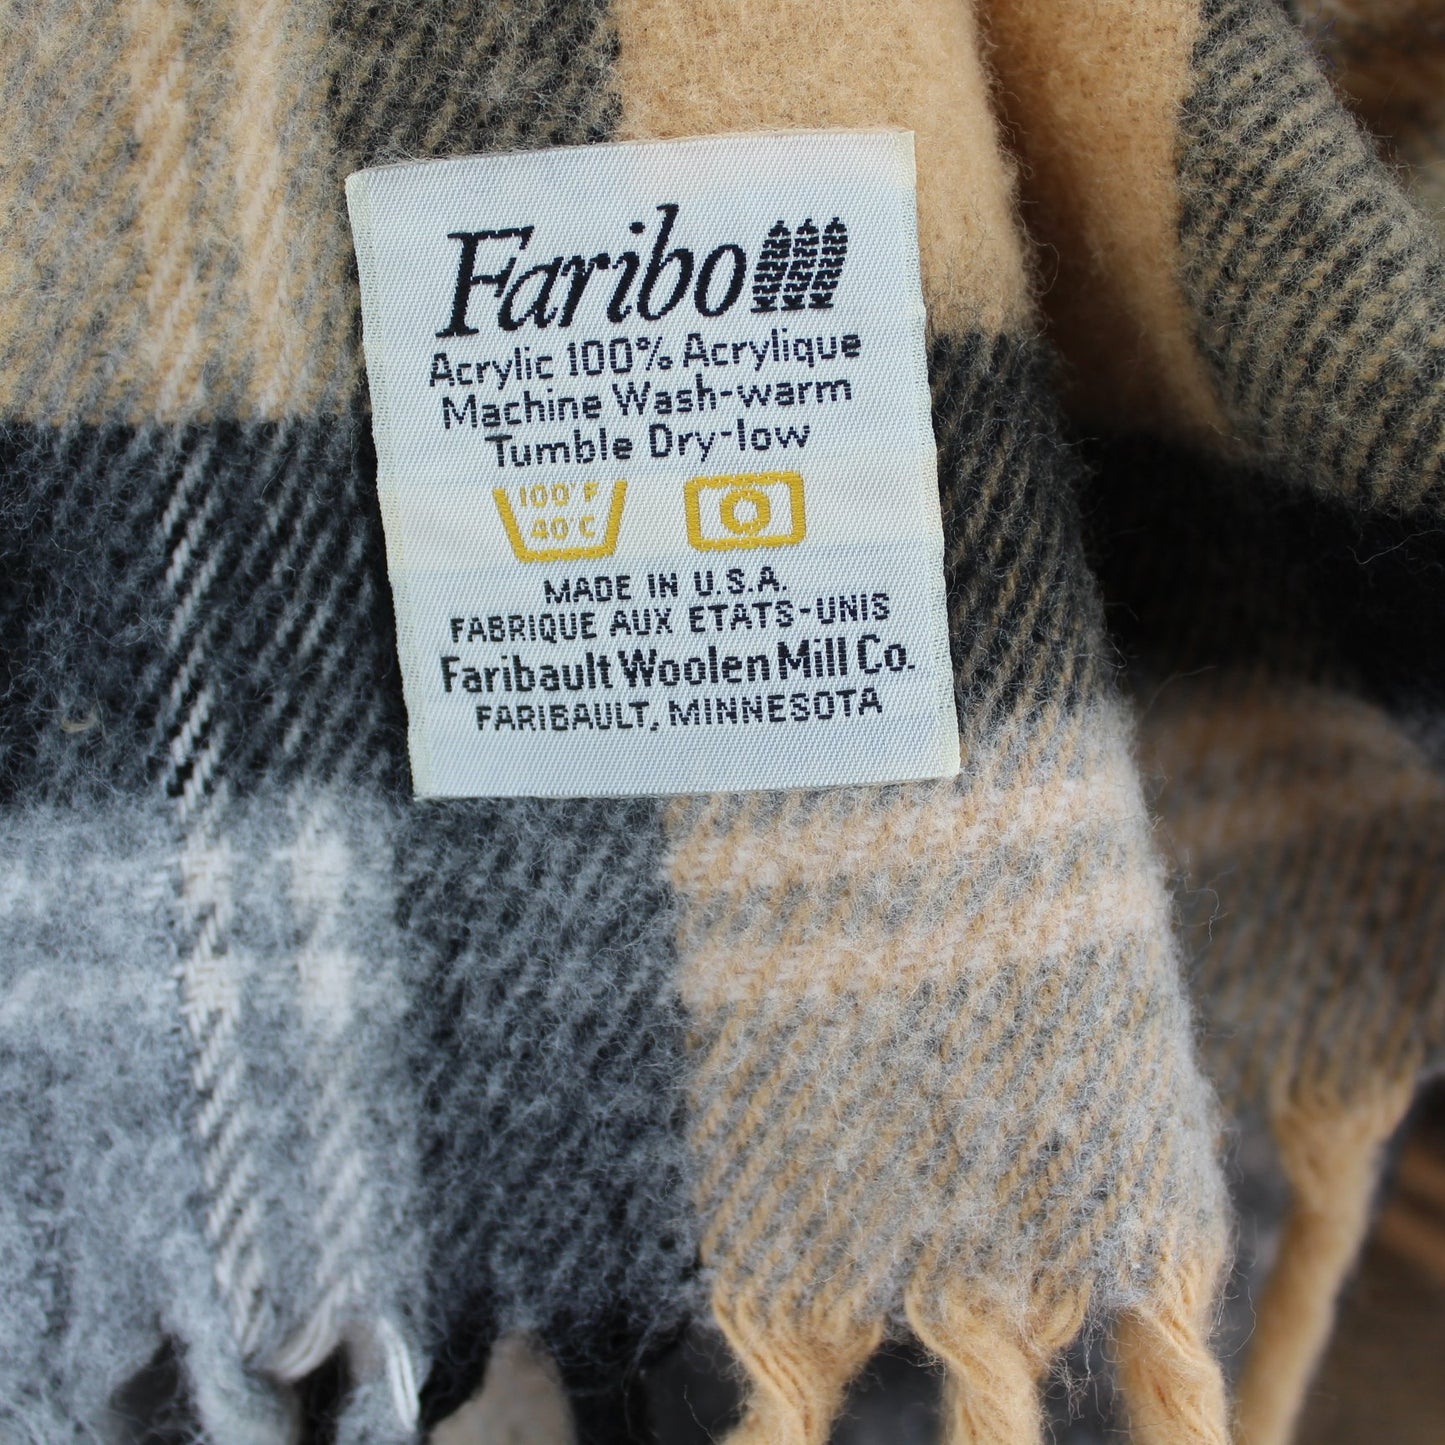 Faribo
Acrylic 100% Acrylique
Machine Wash-warm
Tumble Dry-low
100°F
40°C
MADE IN U.S.A.
FABRIQUE AUX ETATS-UNIS
Faribault Woolen Mill Co.
FARIBAULT, MINNESOTA